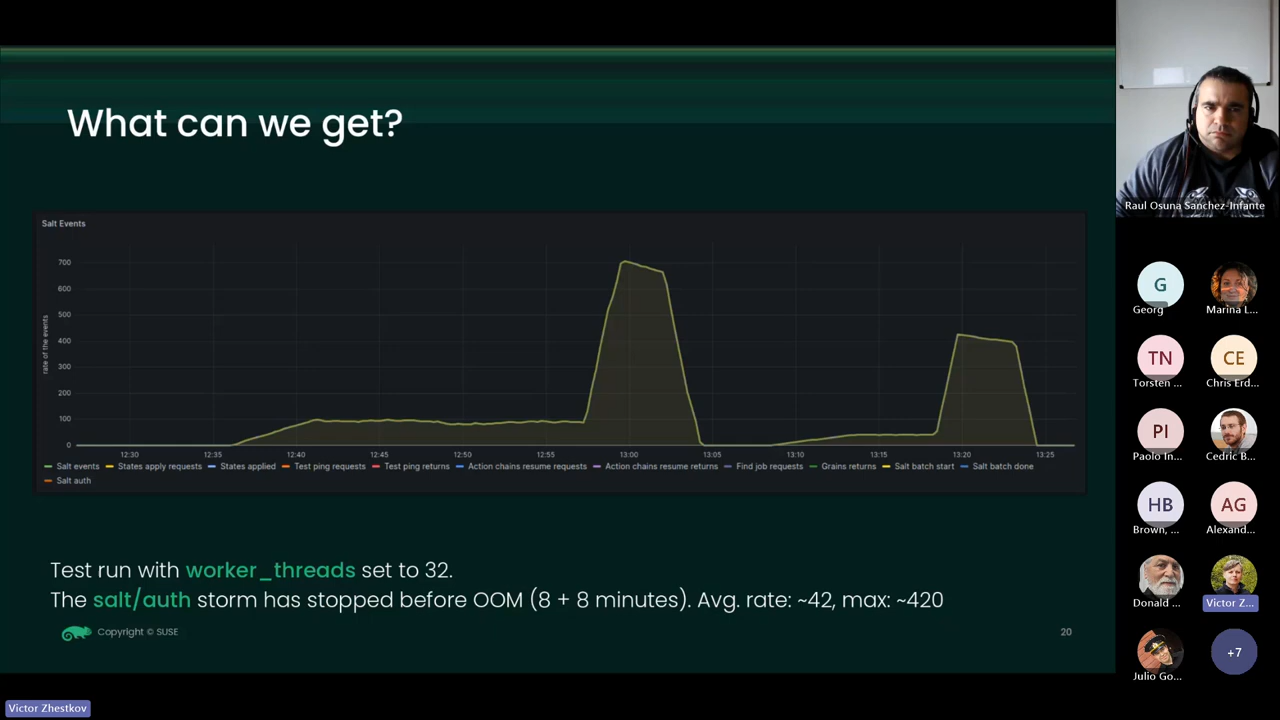 What can we get?
Salt Events
rate of the events
700
600
500
400
300
200
100
0
12:30 12:35 12:40 12:45 12:50 12:55 13:00 13:05 13:10 13:15 13:20 13:25
Salt events States apply requests States applied Test ping requests Test ping returns Action chains resume requests Action chains resume returns Find job requests Grains returns Salt batch start Salt batch done
Salt auth
Test run with worker_threads set to 32.
The salt/auth storm has stopped before OOM (8 + 8 minutes). Avg. rate: ~42, max: ~420
Copyright © SUSE
20
Victor Zhestkov
Raul Osuna Sanchez-Infante
G
Georg
Marina L...
TN
Torsten ...
CE
Chris Erd...
PI
Paolo In...
Cedric B...
HB
Brown, ...
AG
Alexand...
Donald ...
Victor Z...
Julio Go...
+7